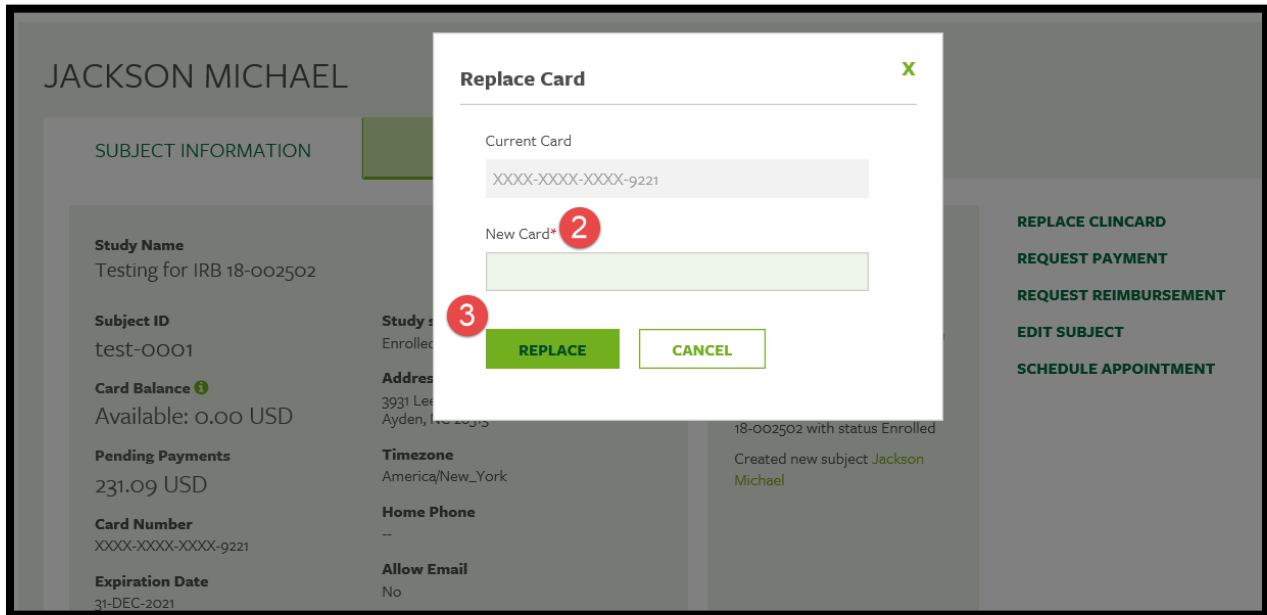 JACKSON MICHAEL
SUBJECT INFORMATION
Replace Card
X
Current Card
XXXX-XXXX-XXXX-9221
New Card*
2
3
REPLACE
CANCEL
Study Name
Testing for IRB 18-002502
Subject ID
test-0001
Card Balance
Available: 0.00 USD
Pending Payments
231.09 USD
Card Number
XXXX-XXXX-XXXX-9221
Expiration Date
31-DEC-2021
Study
Ayden,
Timezone
America/New_York
Home Phone
--
Allow Email
No
18-002502 with status Enrolled
Created new subject Jackson
Michael
REPLACE CLINCARD
REQUEST PAYMENT
REQUEST REIMBURSEMENT
EDIT SUBJECT
SCHEDULE APPOINTMENT